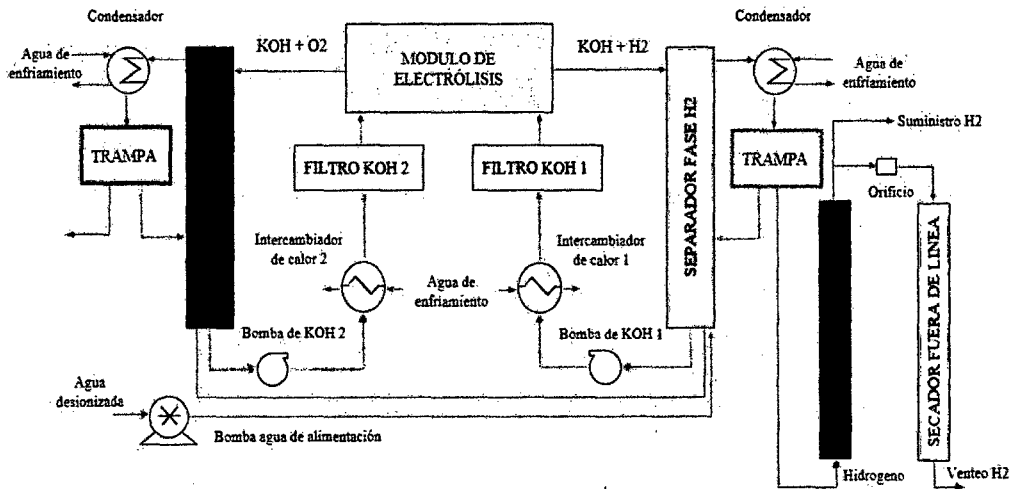 Condensador
Condensador
KOH + O2
KOH + H2
MODULO DE
ELECTRÓLISIS
Agua de
enfriamiento
Agua de
enfriamiento
Suministro H2
TRAMPA
FILTRO KOH 2
FILTRO KOH 1
SEPARADOR FASE H2
TRAMPA
Orificio
Intercambiador
de calor 2
Intercambiador
de calor 1
Agua de
enfriamiento
SECADOR FUERA DE LINEA
Bomba de KOH 2
Bomba de KOH 1
Agua
desionizada
Bomba agua de alimentación
Hidrogeno
Venteo H2